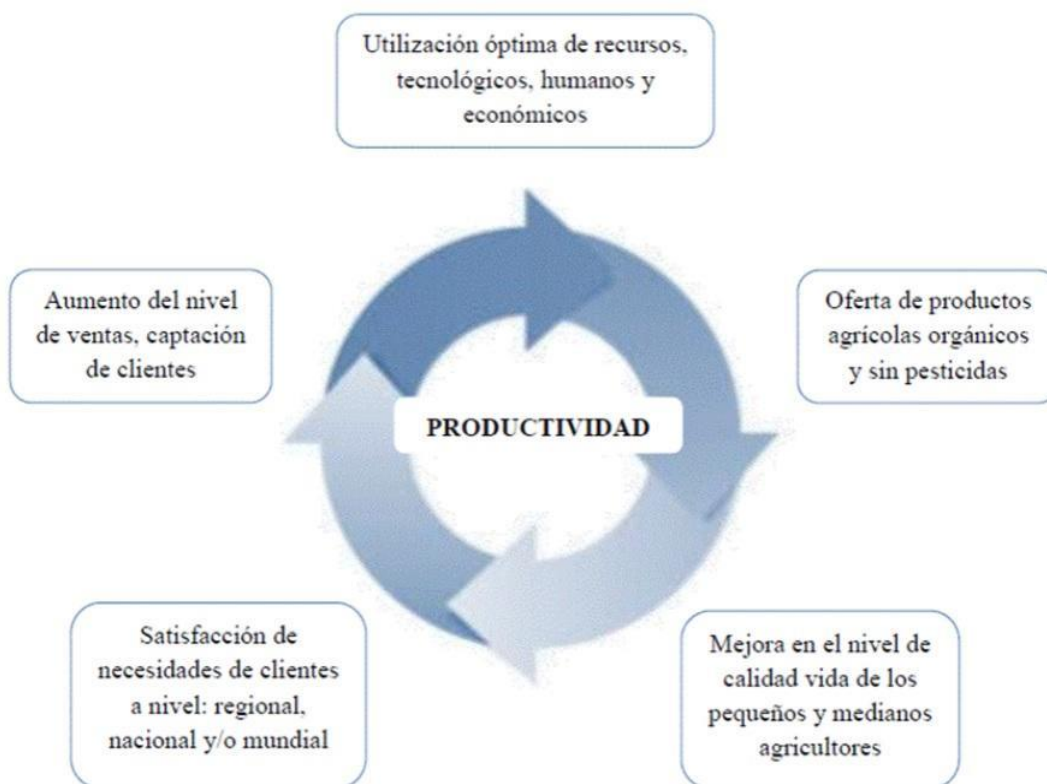 Utilización óptima de recursos,
tecnológicos, humanos y
económicos
Oferta de productos
agrícolas orgánicos
y sin pesticidas
Mejora en el nivel de
calidad vida de los
pequeños y medianos
agricultores
Satisfacción de
necesidades de clientes
a nivel: regional,
nacional y/o mundial
Aumento del nivel
de ventas, captación
de clientes
PRODUCTIVIDAD